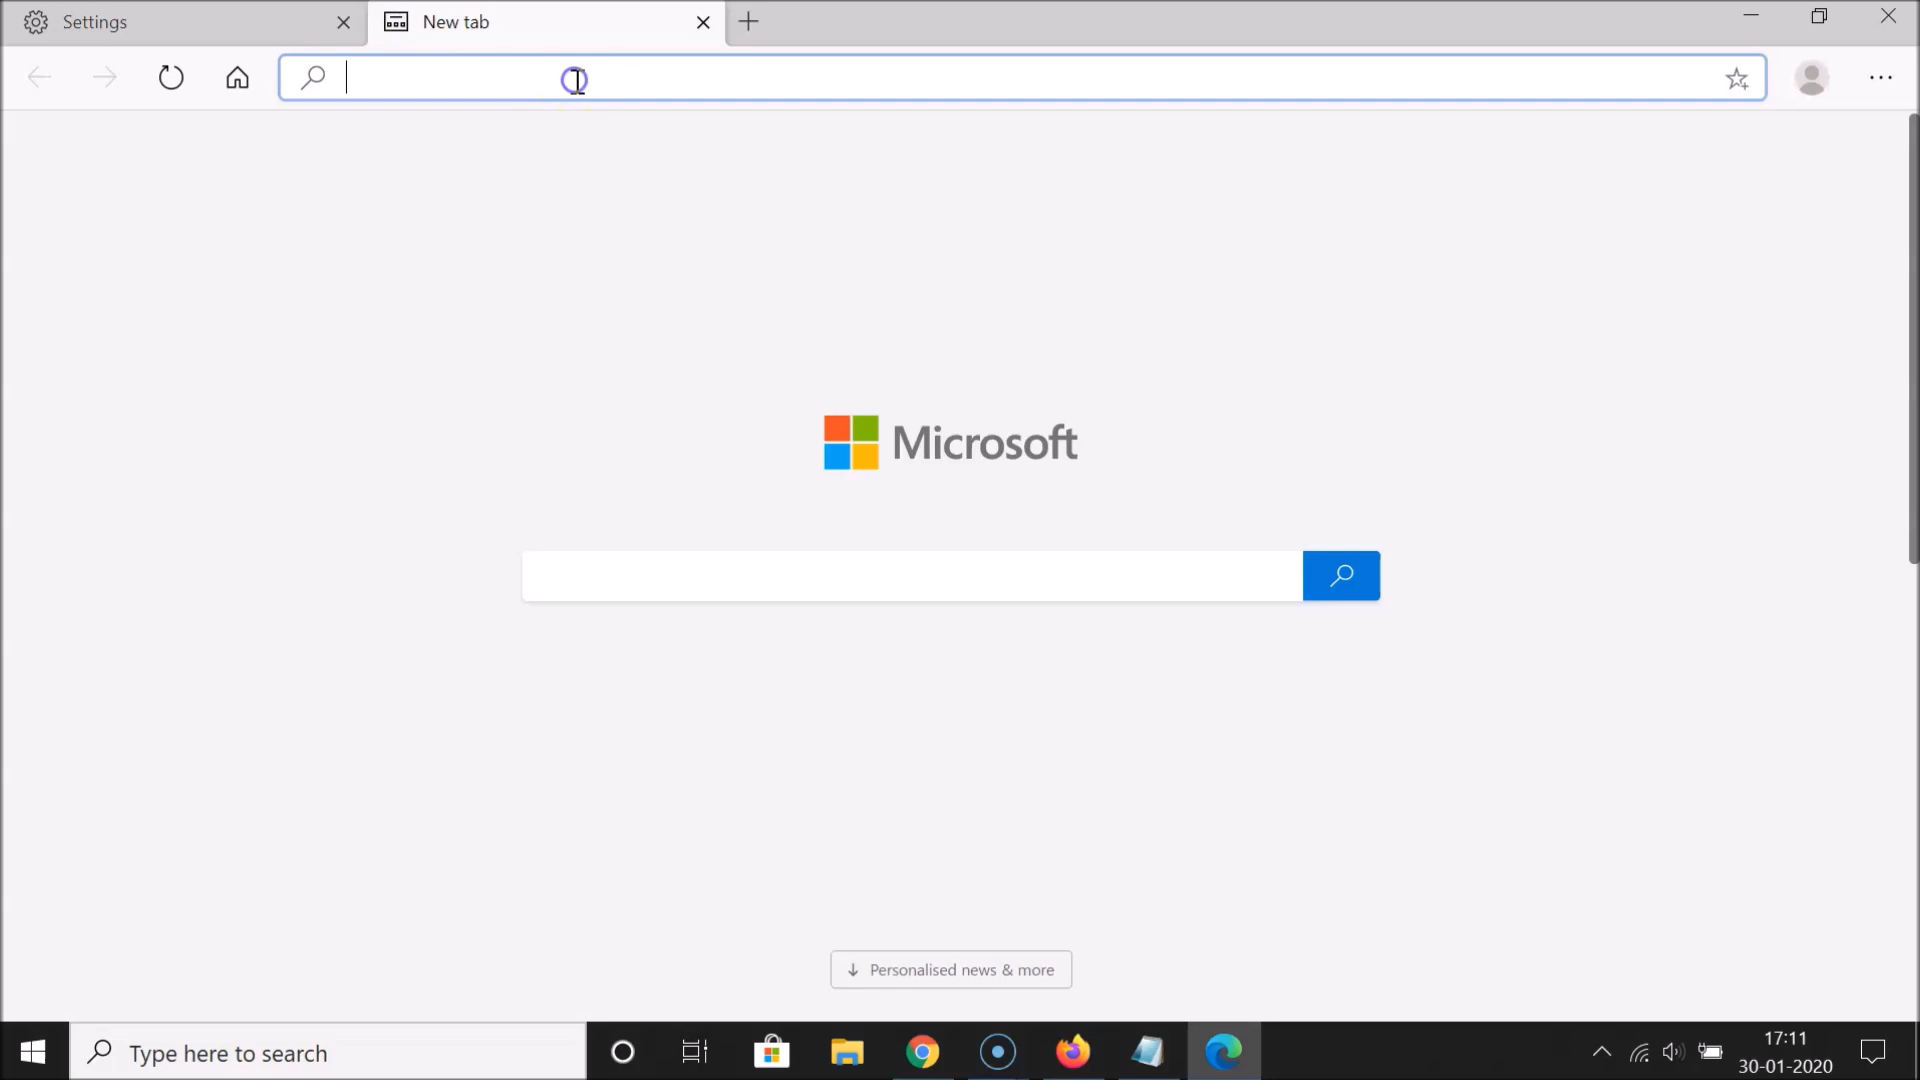 Settings
New tab
Microsoft
Personalised news & more
Type here to search
17:11
30-01-2020